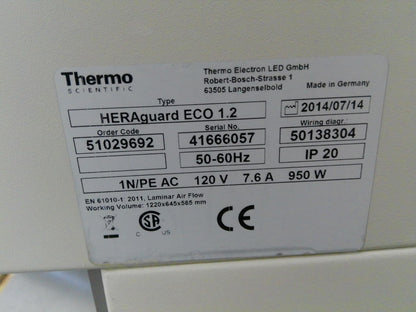 Thermo
SCIENTIFIC
Thermo Electron LED GmbH
Robert-Bosch-Strasse 1
63505 Langenselbold
Made in Germany
Type
HERAguard ECO 1.2
2014/07/14
Order Code
Serial No.
Wiring diagr.
51029692
41666057
50138304
50-60Hz
IP 20
1N/PE AC 120 V 7.6 A 950 W
EN 61010-1 2011, Laminar Air Flow
Working Volume: 1220x645x585 mm
C US
CE